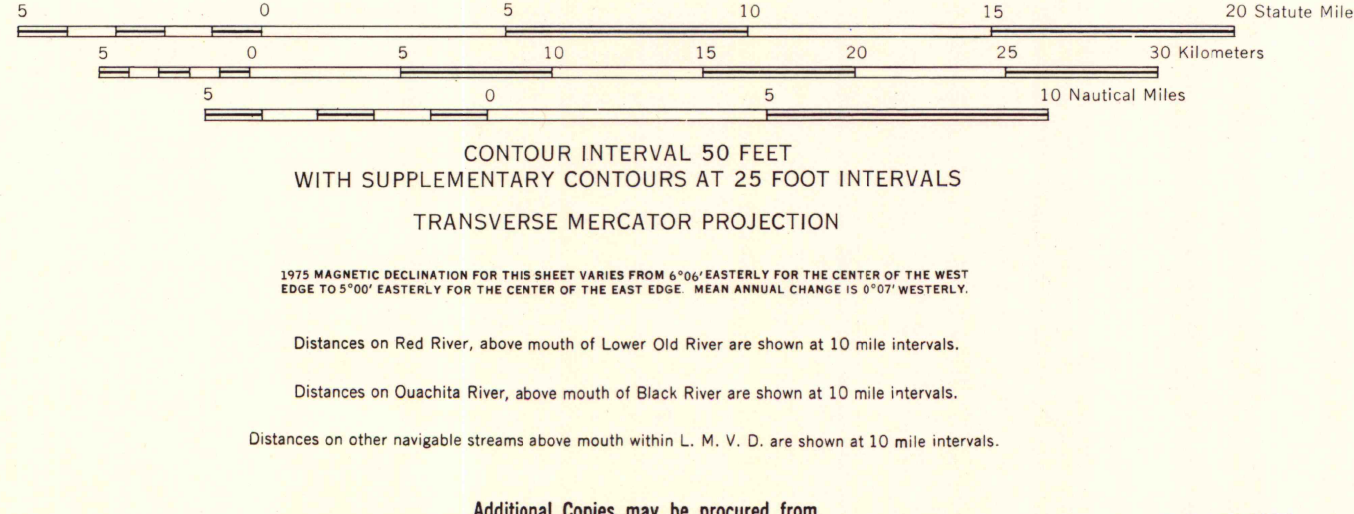 5 0 5 10 15 20 Statute Mile
5 0 5 10 15 20 25 30 Kilometers
5 0 5 10 Nautical Miles
CONTOUR INTERVAL 50 FEET
WITH SUPPLEMENTARY CONTOURS AT 25 FOOT INTERVALS
TRANSVERSE MERCATOR PROJECTION
1975 MAGNETIC DECLINATION FOR THIS SHEET VARIES FROM 6°06' EASTERLY FOR THE CENTER OF THE WEST
EDGE TO 5°00' EASTERLY FOR THE CENTER OF THE EAST EDGE. MEAN ANNUAL CHANGE IS 0°07' WESTERLY.
Distances on Red River, above mouth of Lower Old River are shown at 10 mile intervals.
Distances on Ouachita River, above mouth of Black River are shown at 10 mile intervals.
Distances on other navigable streams above mouth within L. M. V. D. are shown at 10 mile intervals.
Additional Copies may be procured from